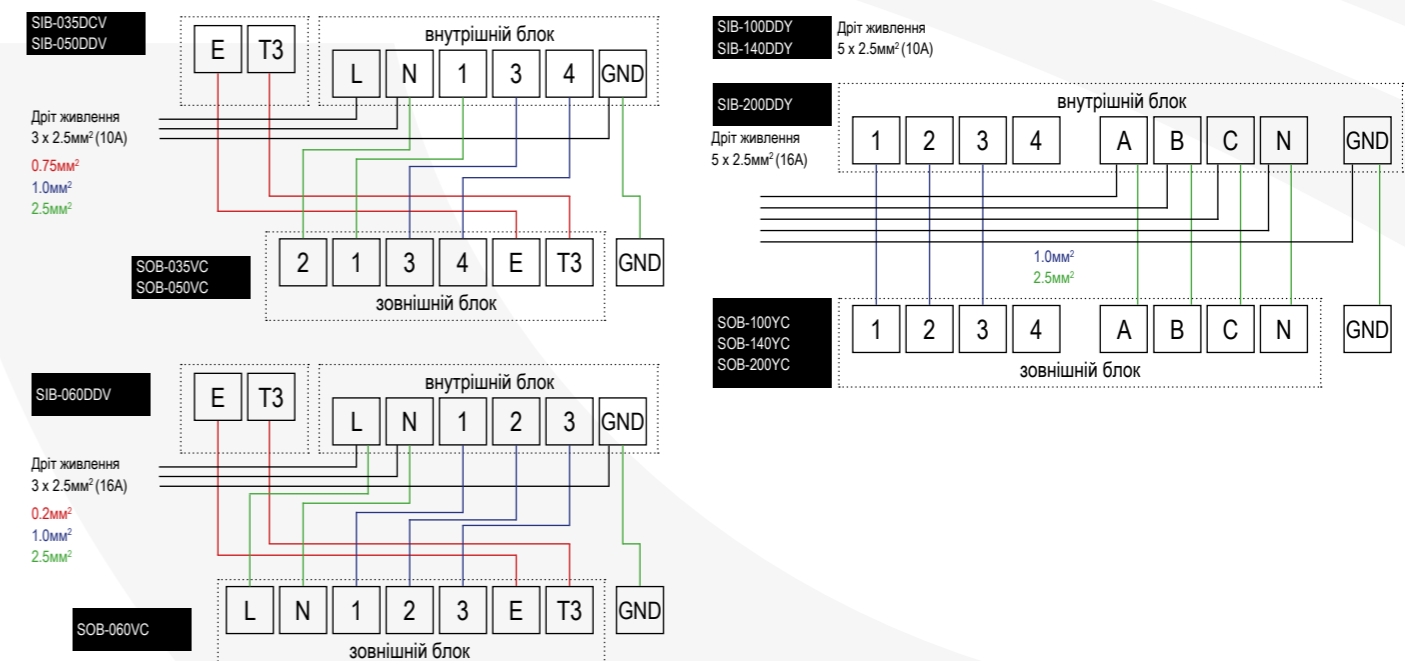 SIB-035DCV
SIB-050DDV
E T3
внутрішній блок
L N 1 3 4 GND
Дріт живлення
3 x 2.5мм² (10A)
0.75мм²
1.0мм²
2.5мм²
SOB-035VC
SOB-050VC
2 1 3 4 E T3 GND
зовнішній блок
SIB-060DDV
E T3
внутрішній блок
L N 1 2 3 GND
Дріт живлення
3 x 2.5мм² (16A)
0.2мм²
1.0мм²
2.5мм²
SOB-060VC
L N 1 2 3 E T3 GND
зовнішній блок
SIB-100DDY
SIB-140DDY
Дріт живлення
5 x 2.5мм² (10A)
SIB-200DDY
внутрішній блок
Дріт живлення
5 x 2.5мм² (16A)
1 2 3 4 A B C N GND
1.0мм²
2.5мм²
SOB-100YC
SOB-140YC
SOB-200YC
1 2 3 4 A B C N GND
зовнішній блок